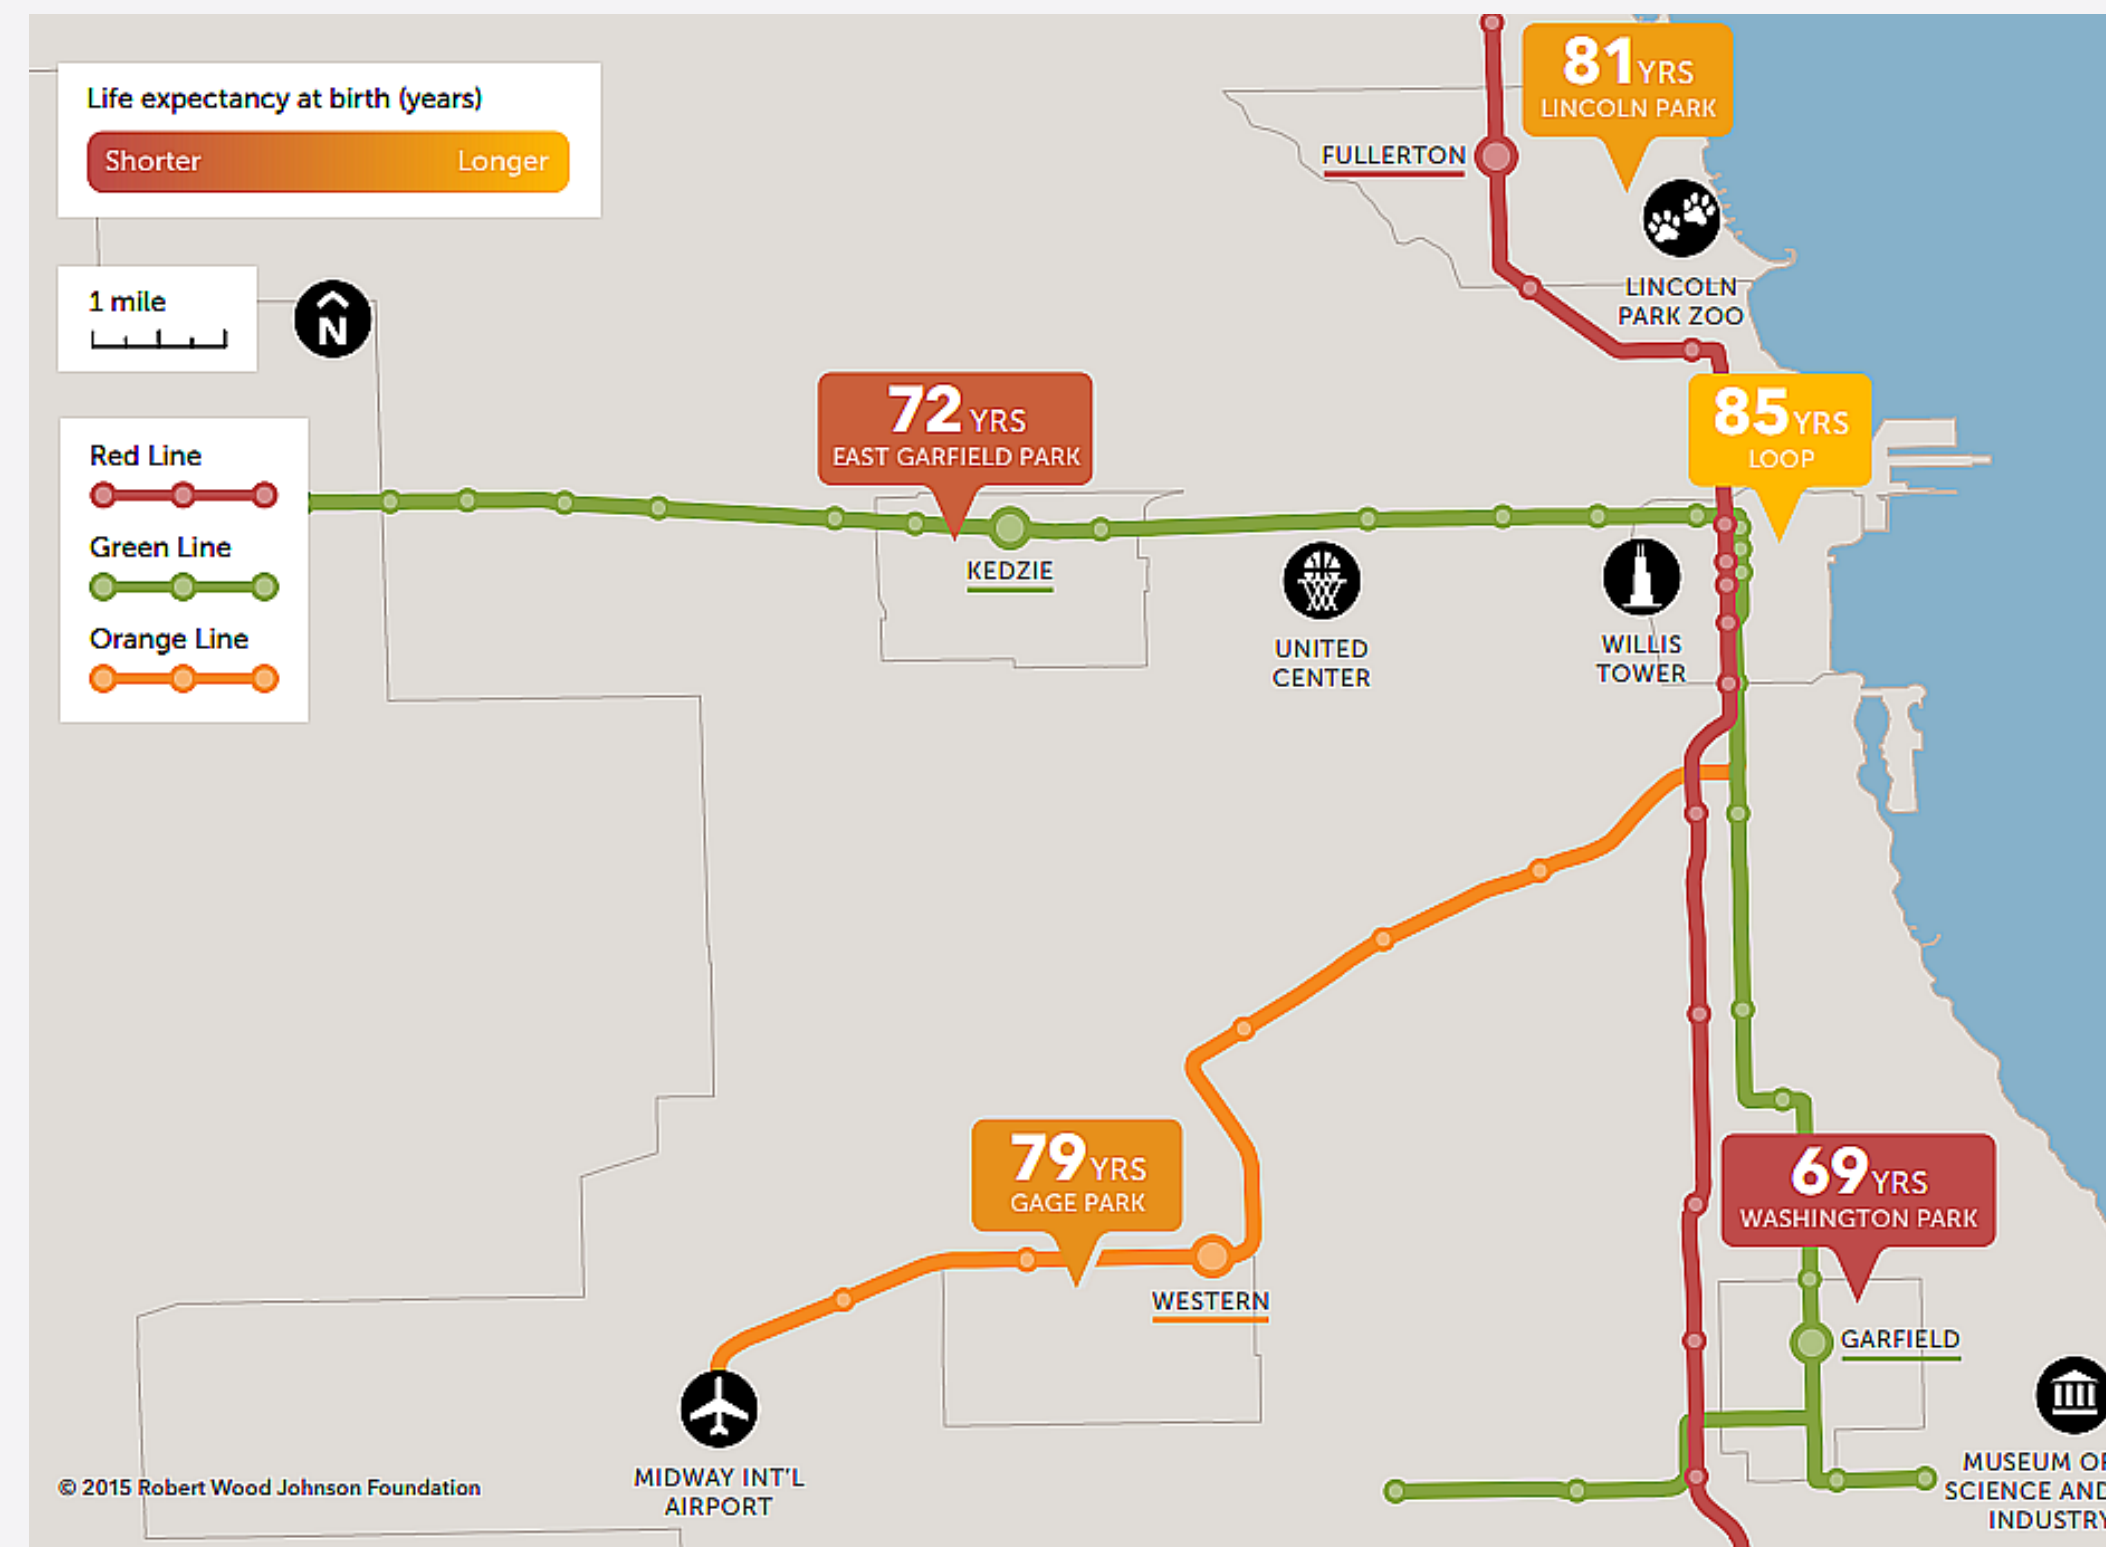 Life expectancy at birth (years)
Shorter Longer
1 mile
N
Red Line
Green Line
Orange Line
81 YRS
LINCOLN PARK
FULLERTON
LINCOLN
PARK ZOO
72 YRS
EAST GARFIELD PARK
85 YRS
LOOP
KEDZIE
UNITED
CENTER
WILLIS
TOWER
79 YRS
GAGE PARK
WESTERN
69 YRS
WASHINGTON PARK
GARFIELD
MIDWAY INT'L
AIRPORT
MUSEUM OF
SCIENCE AND
INDUSTRY
© 2015 Robert Wood Johnson Foundation